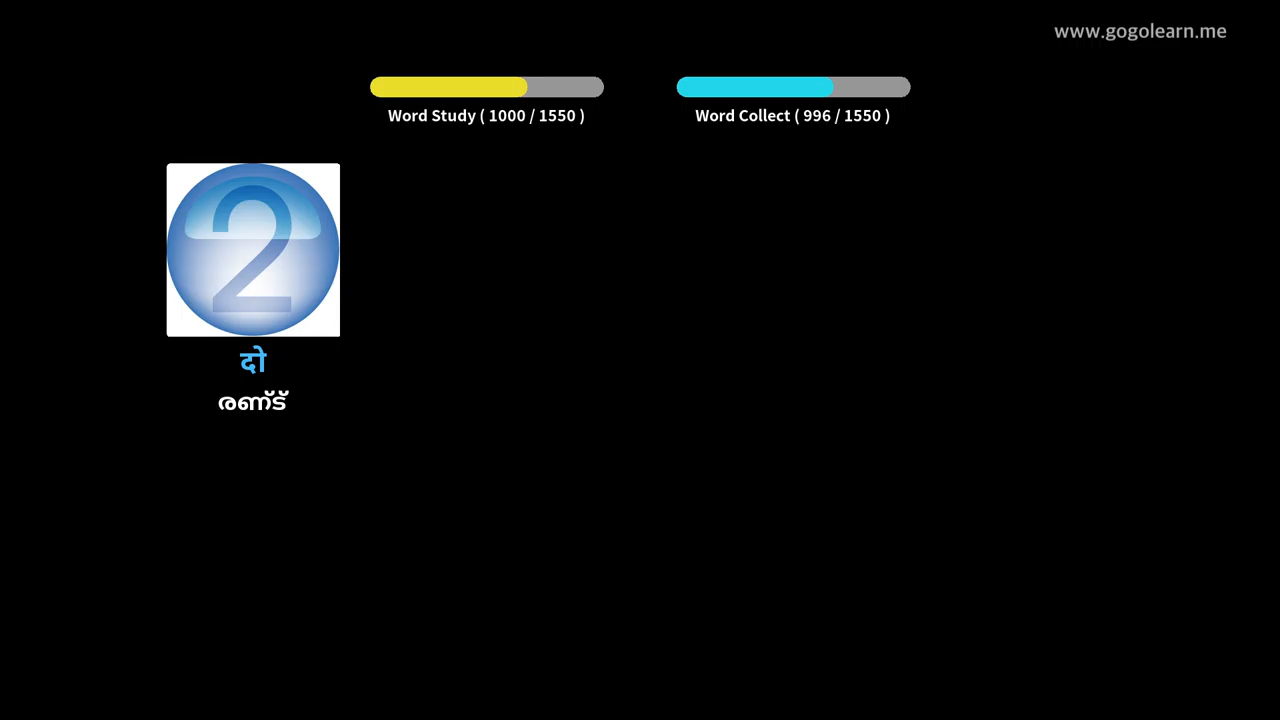 www.gogolearn.me
Word Study ( 1000 / 1550 )
Word Collect ( 996 / 1550 )
2
दो
രണ്ട്